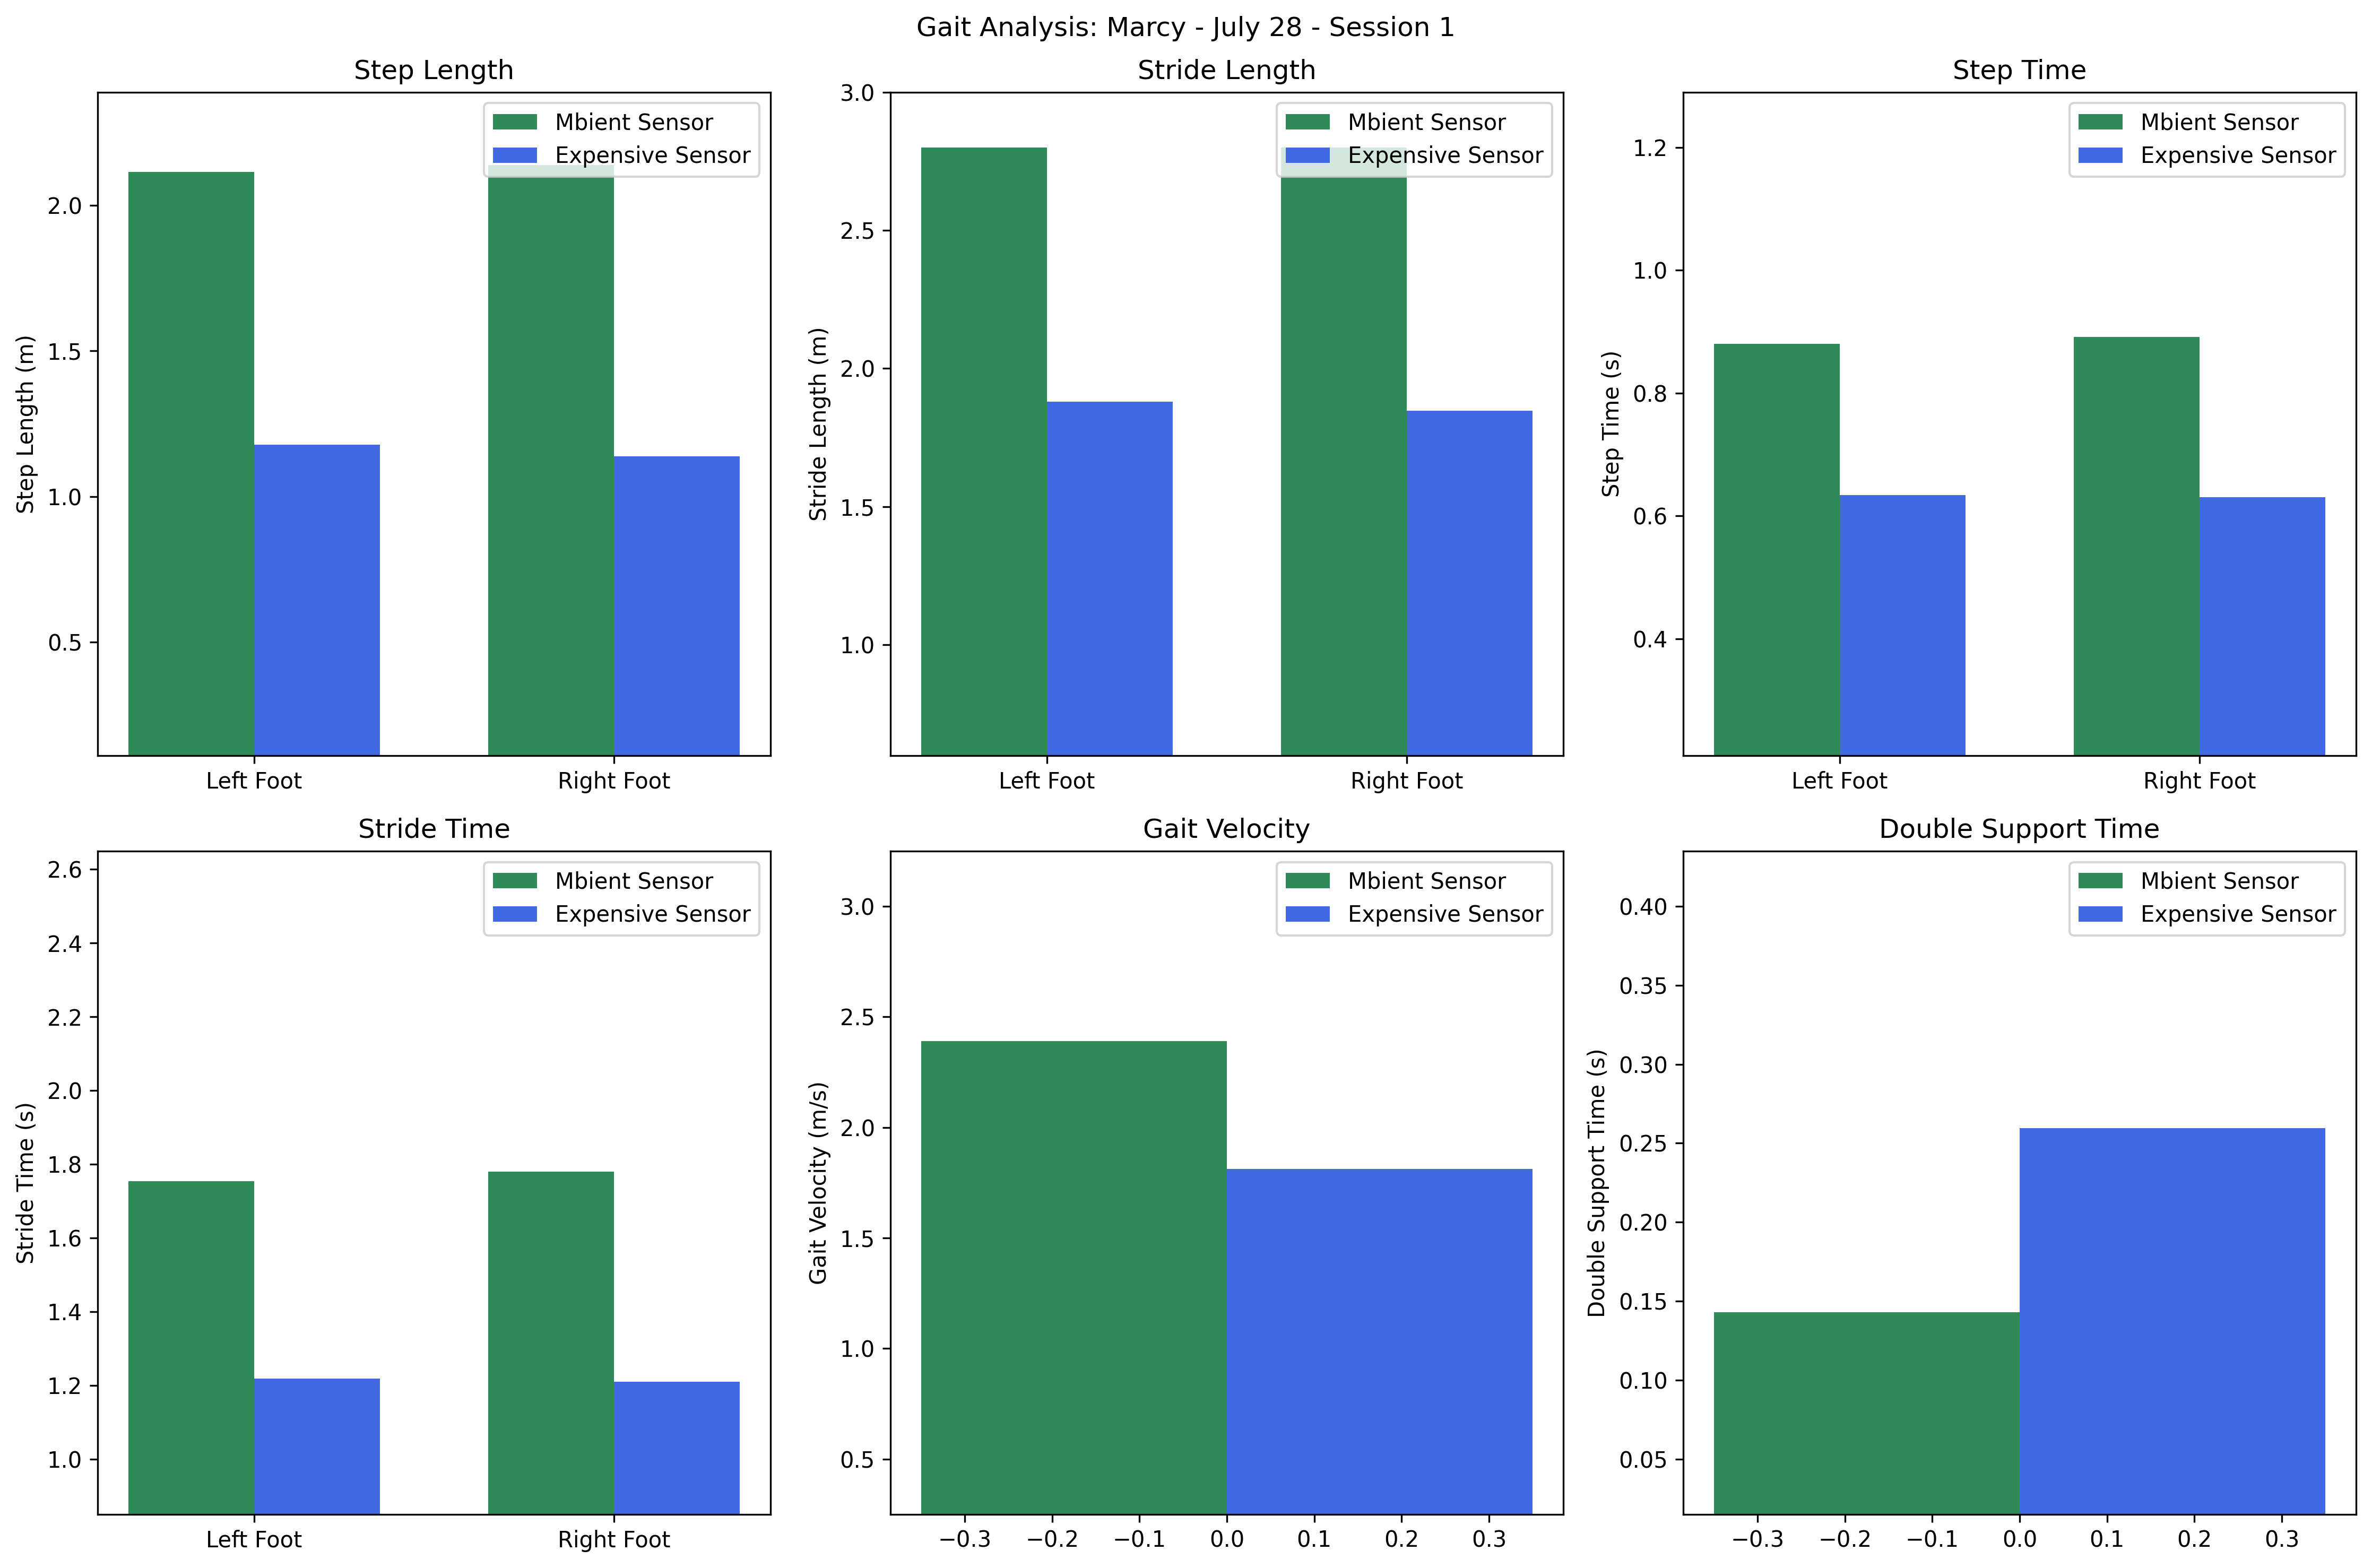 Gait Analysis: Marcy - July 28 - Session 1
Step Length
Step Length (m)
2.0
1.5
1.0
0.5
Mbient Sensor
Expensive Sensor
Left Foot
Right Foot
Stride Length
Stride Length (m)
3.0
2.5
2.0
1.5
1.0
Mbient Sensor
Expensive Sensor
Left Foot
Right Foot
Step Time
Step Time (s)
1.2
1.0
0.8
0.6
0.4
Mbient Sensor
Expensive Sensor
Left Foot
Right Foot
Stride Time
Stride Time (s)
2.6
2.4
2.2
2.0
1.8
1.6
1.4
1.2
1.0
Mbient Sensor
Expensive Sensor
Left Foot
Right Foot
Gait Velocity
Gait Velocity (m/s)
3.0
2.5
2.0
1.5
1.0
0.5
Mbient Sensor
Expensive Sensor
−0.3 −0.2 −0.1 0.0 0.1 0.2 0.3
Double Support Time
Double Support Time (s)
0.40
0.35
0.30
0.25
0.20
0.15
0.10
0.05
Mbient Sensor
Expensive Sensor
−0.3 −0.2 −0.1 0.0 0.1 0.2 0.3